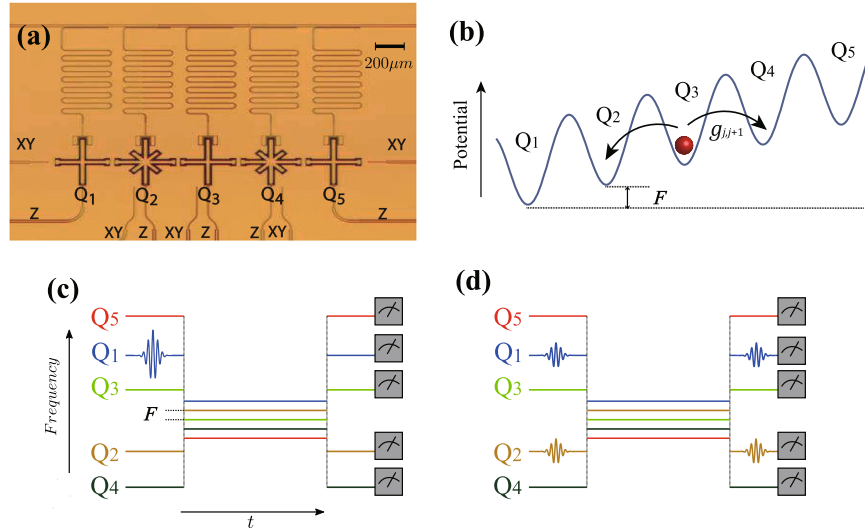 (a)
200μm
XY
XY
Q1
Q2
Q3
Q4
Q5
Z
Z
XY
Z
XY
Z
Z
XY
(b)
Potential
Q1
Q2
Q3
Q4
Q5
gj,j+1
F
(c)
Frequency
Q5
Q1
Q3
F
Q2
Q4
t
(d)
Q5
Q1
Q3
Q2
Q4